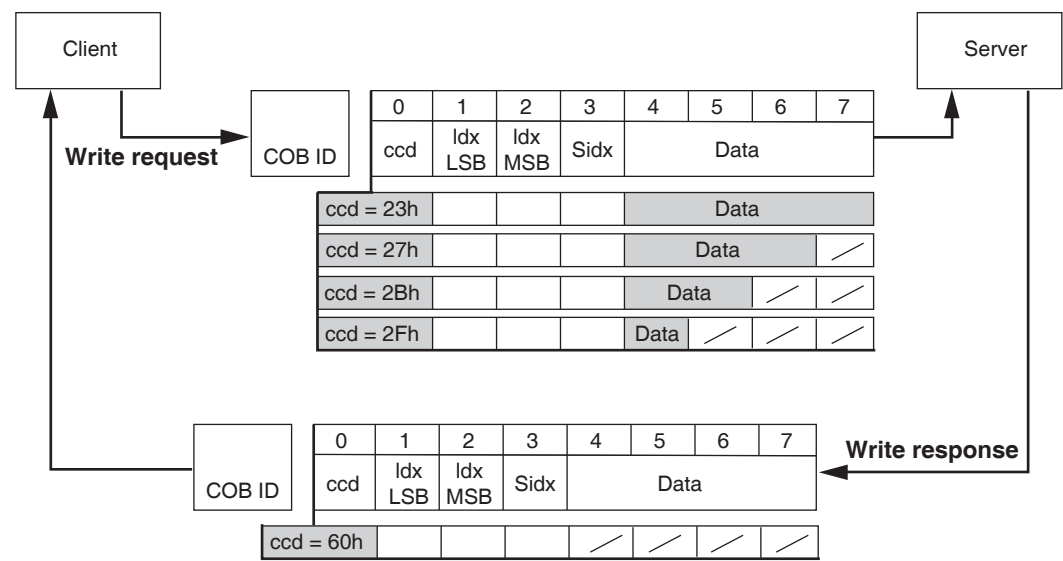 Client
Server
0 1 2 3 4 5 6 7
Write request
COB ID
ccd
Idx LSB
Idx MSB
Sidx
Data
ccd = 23h
Data
ccd = 27h
Data
ccd = 2Bh
Data
ccd = 2Fh
Data
0 1 2 3 4 5 6 7
Write response
COB ID
ccd
Idx LSB
Idx MSB
Sidx
Data
ccd = 60h